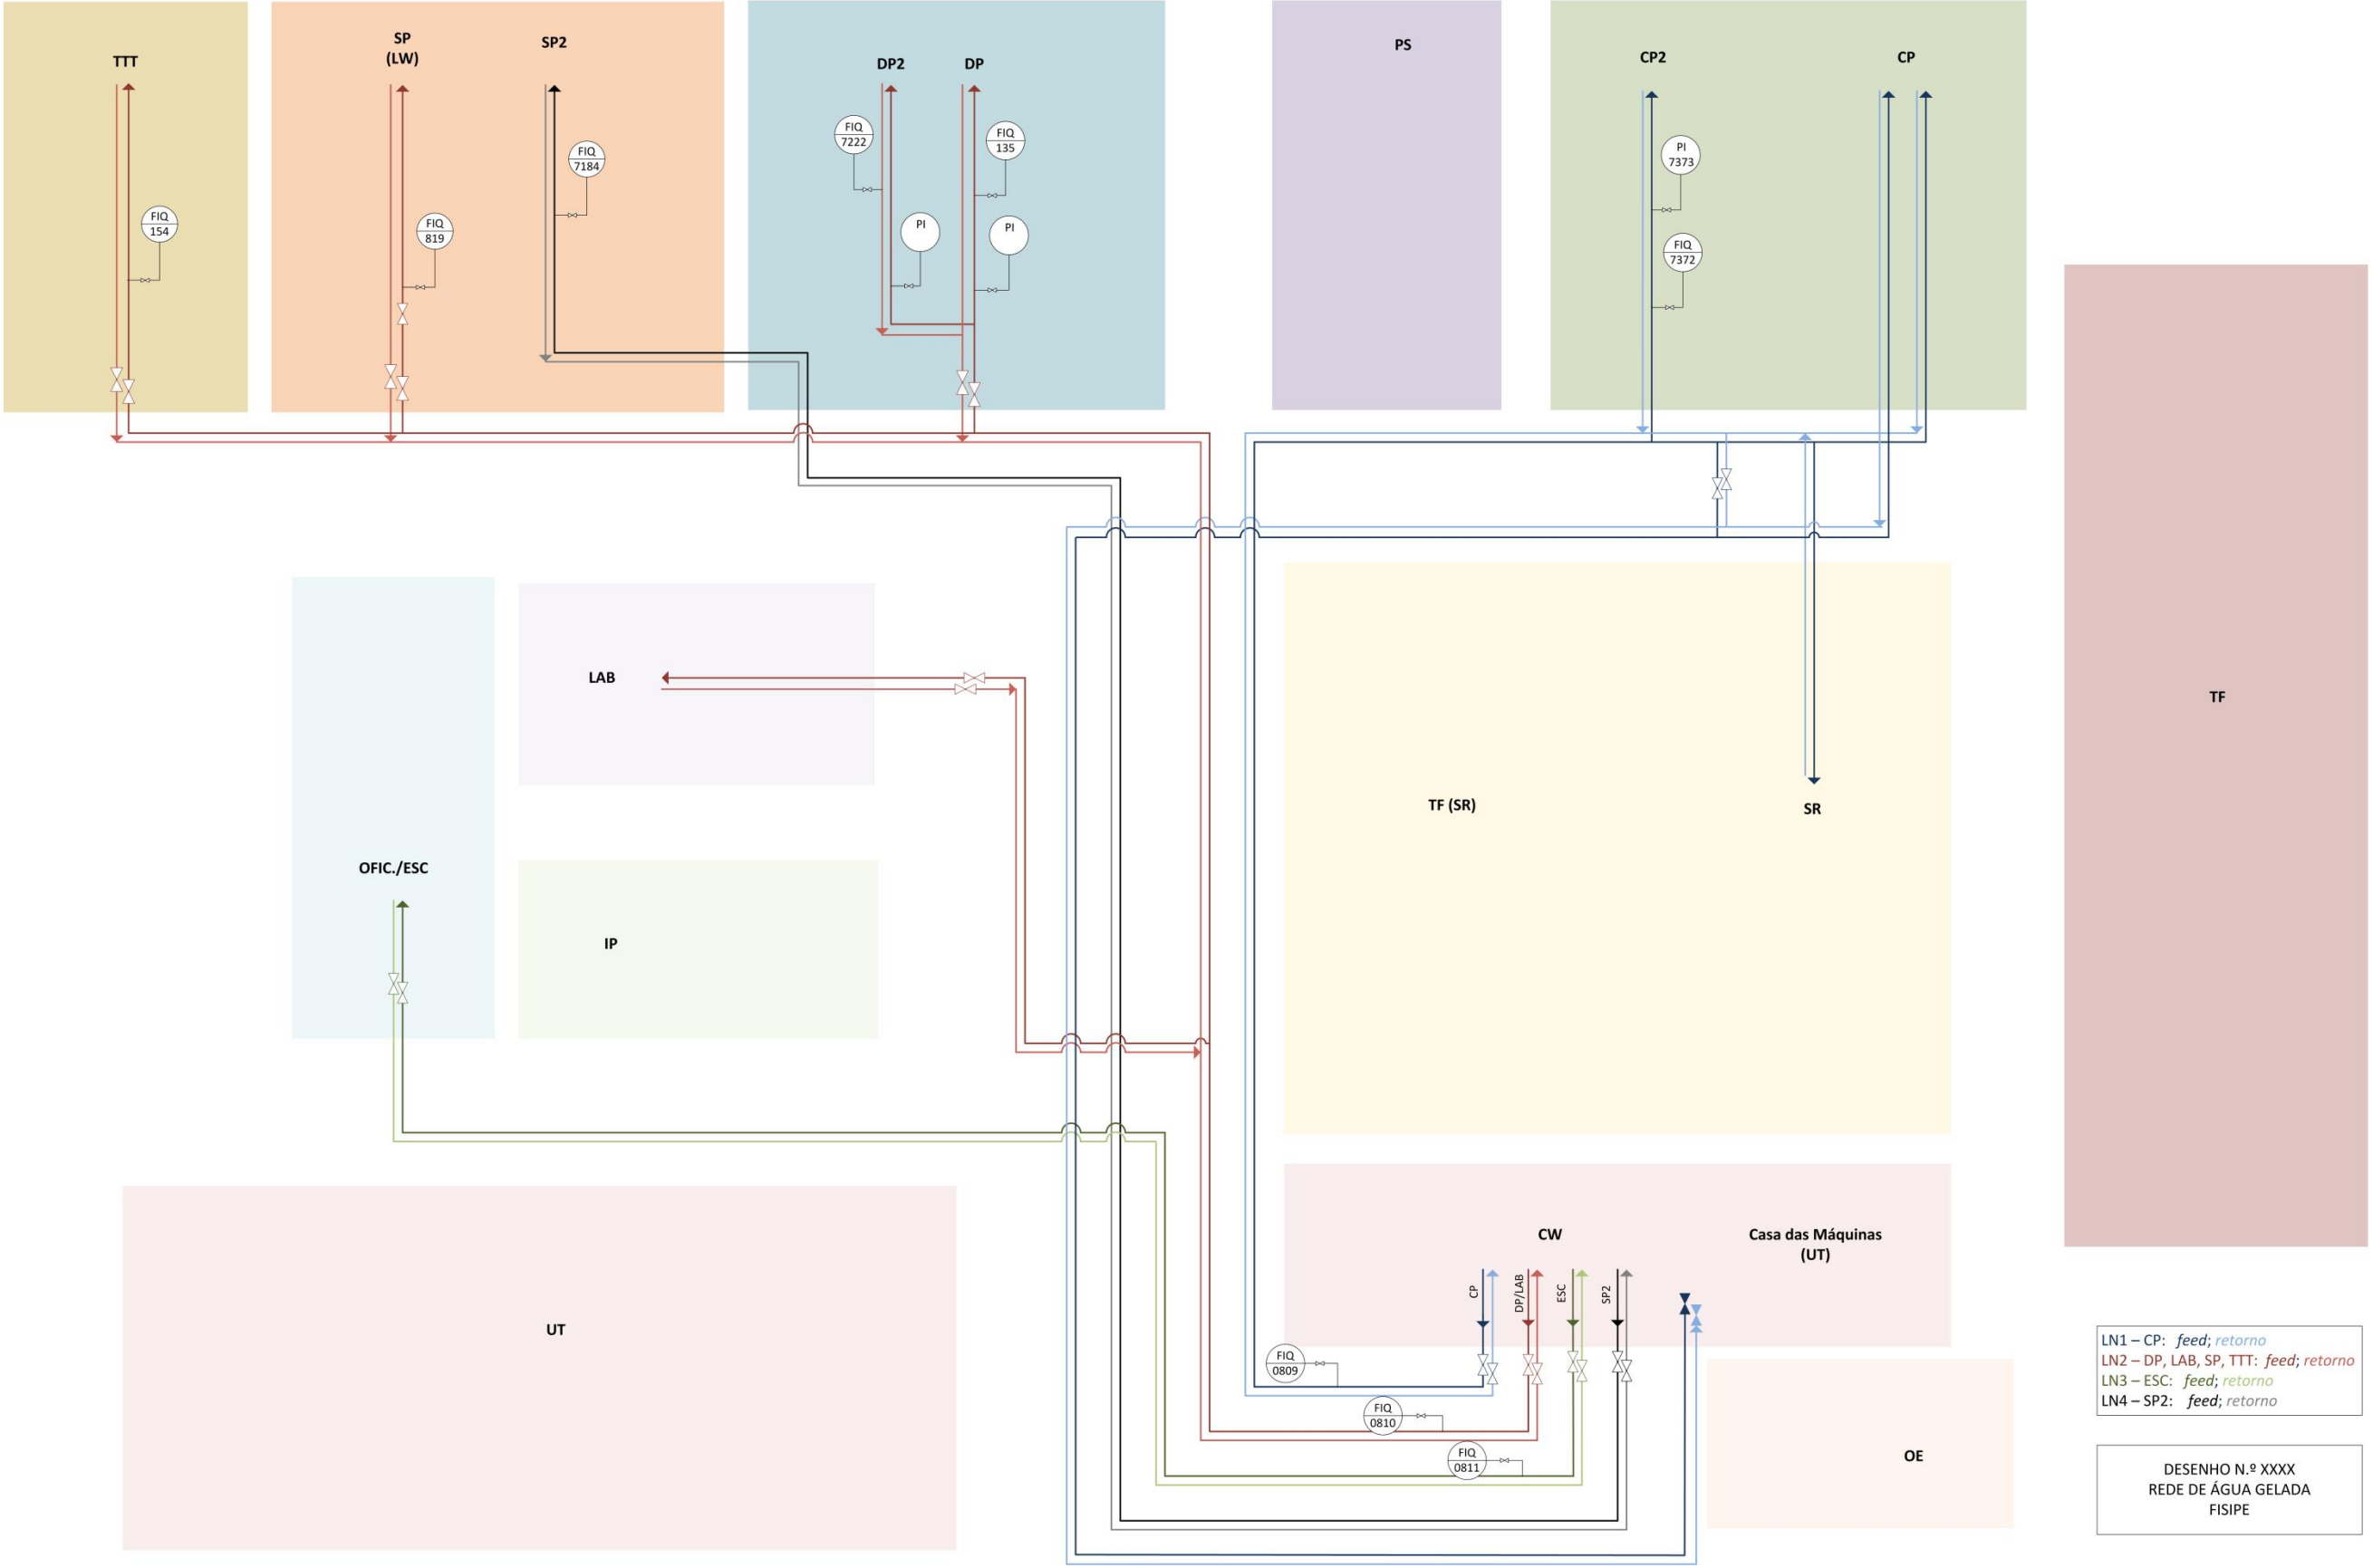 TTT
SP
(LW)
SP2
DP2
DP
PS
CP2
CP
FIQ
7222
FIQ
135
FIQ
7184
PI
7373
FIQ
154
FIQ
819
PI
PI
FIQ
7372
LAB
TF
TF (SR)
SR
OFIC./ESC
IP
CW
Casa das Máquinas
(UT)
CP
DP/LAB
ESC
SP2
UT
FIQ
0809
FIQ
0810
FIQ
0811
OE
LN1 – CP: feed; retorno
LN2 – DP, LAB, SP, TTT: feed; retorno
LN3 – ESC: feed; retorno
LN4 – SP2: feed; retorno
DESENHO N.º XXXX
REDE DE ÁGUA GELADA
FISIPE